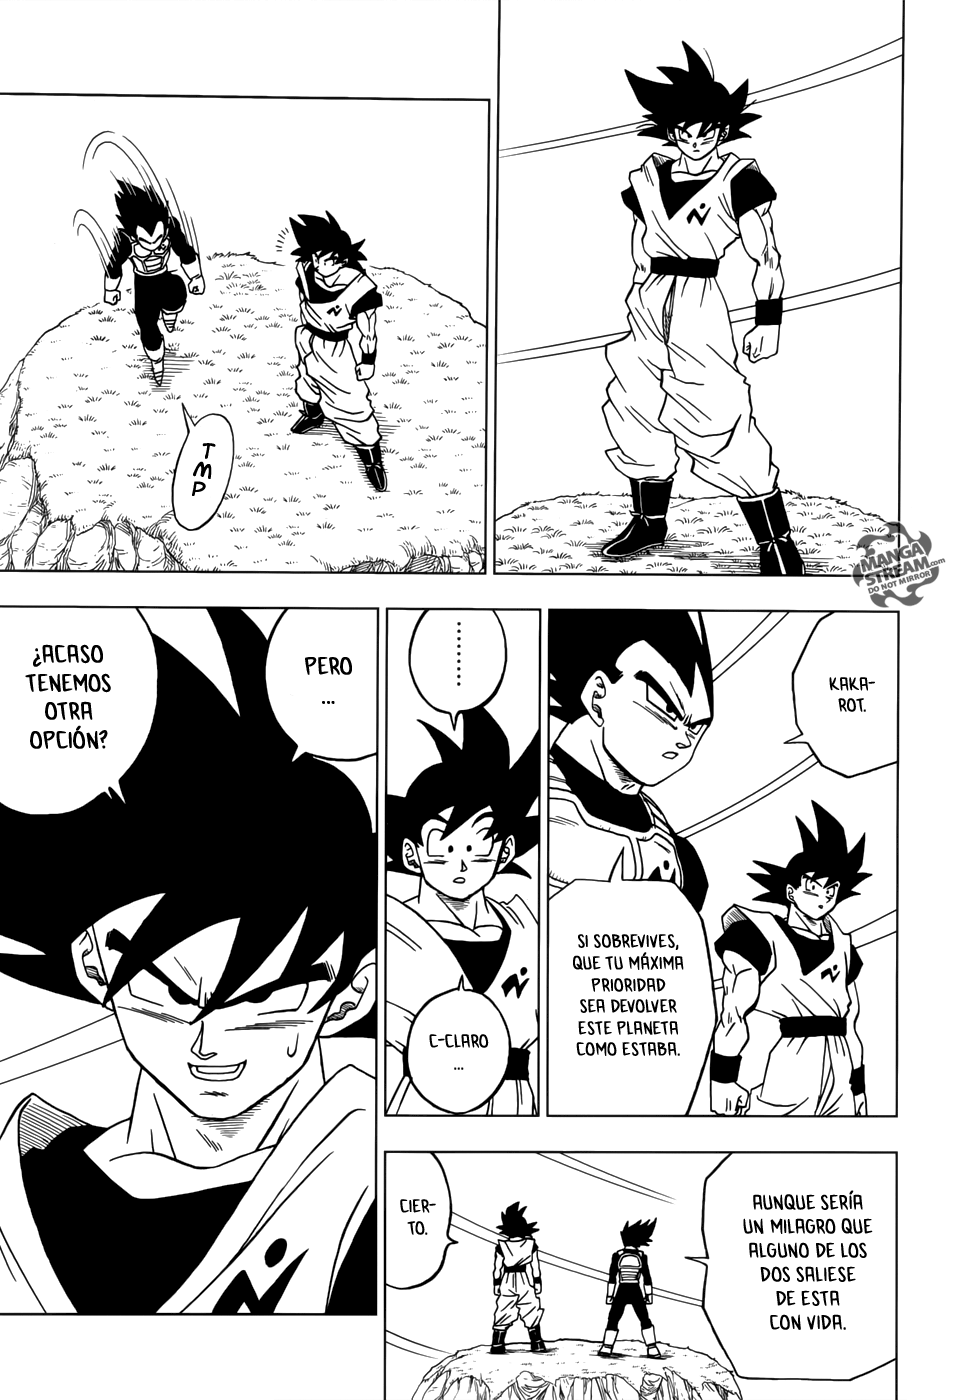 TMP
MANGA
STREAM.com
DO NOT MIRROR
KAKA-
ROT.
SI SOBREVIVES,
QUE TU MÁXIMA
PRIORIDAD
SEA DEVOLVER
ESTE PLANETA
COMO ESTABA.
........
C-CLARO
...
PERO
...
¿ACASO
TENEMOS
OTRA
OPCIÓN?
AUNQUE SERÍA
UN MILAGRO QUE
ALGUNO DE LOS
DOS SALIESE
DE ESTA
CON VIDA.
CIER-
TO.